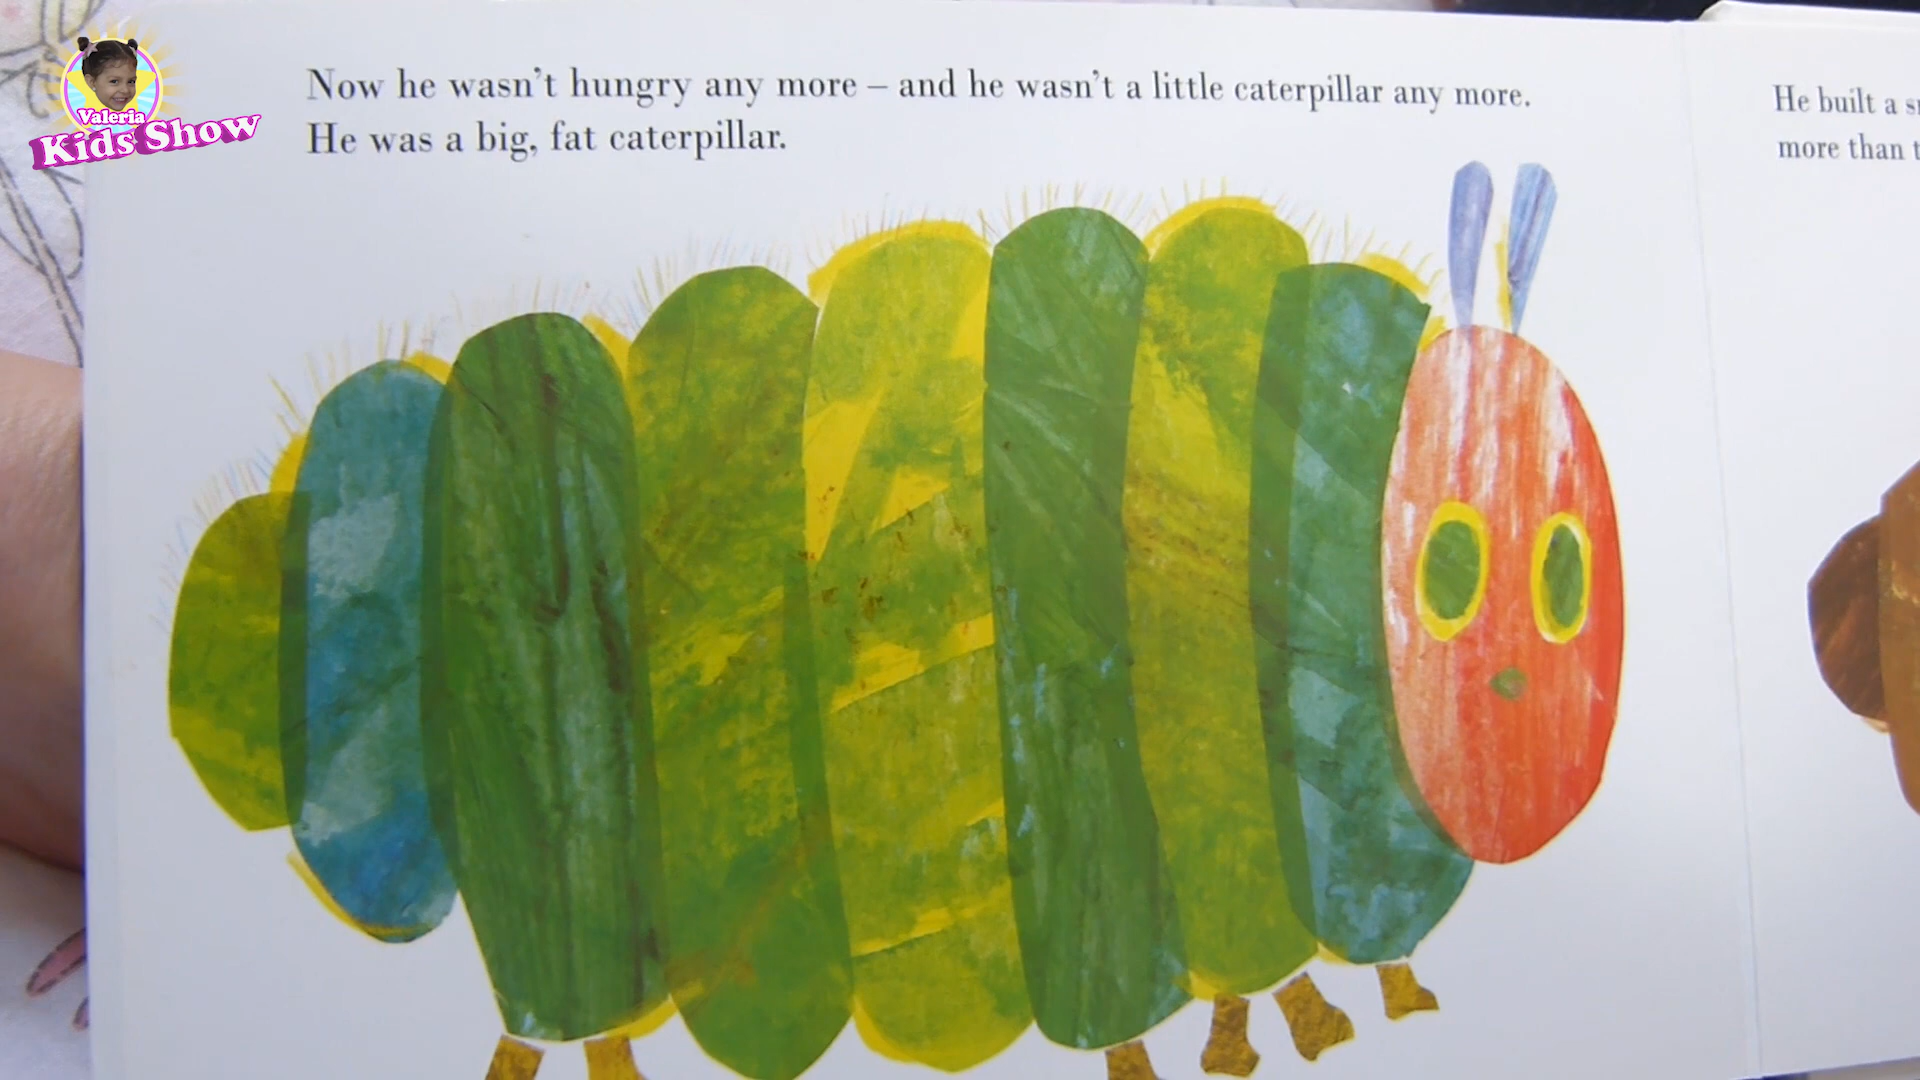 Valeria
Kids Show
Now he wasn't hungry any more – and he wasn't a little caterpillar any more.
He was a big, fat caterpillar.
He built a
more than